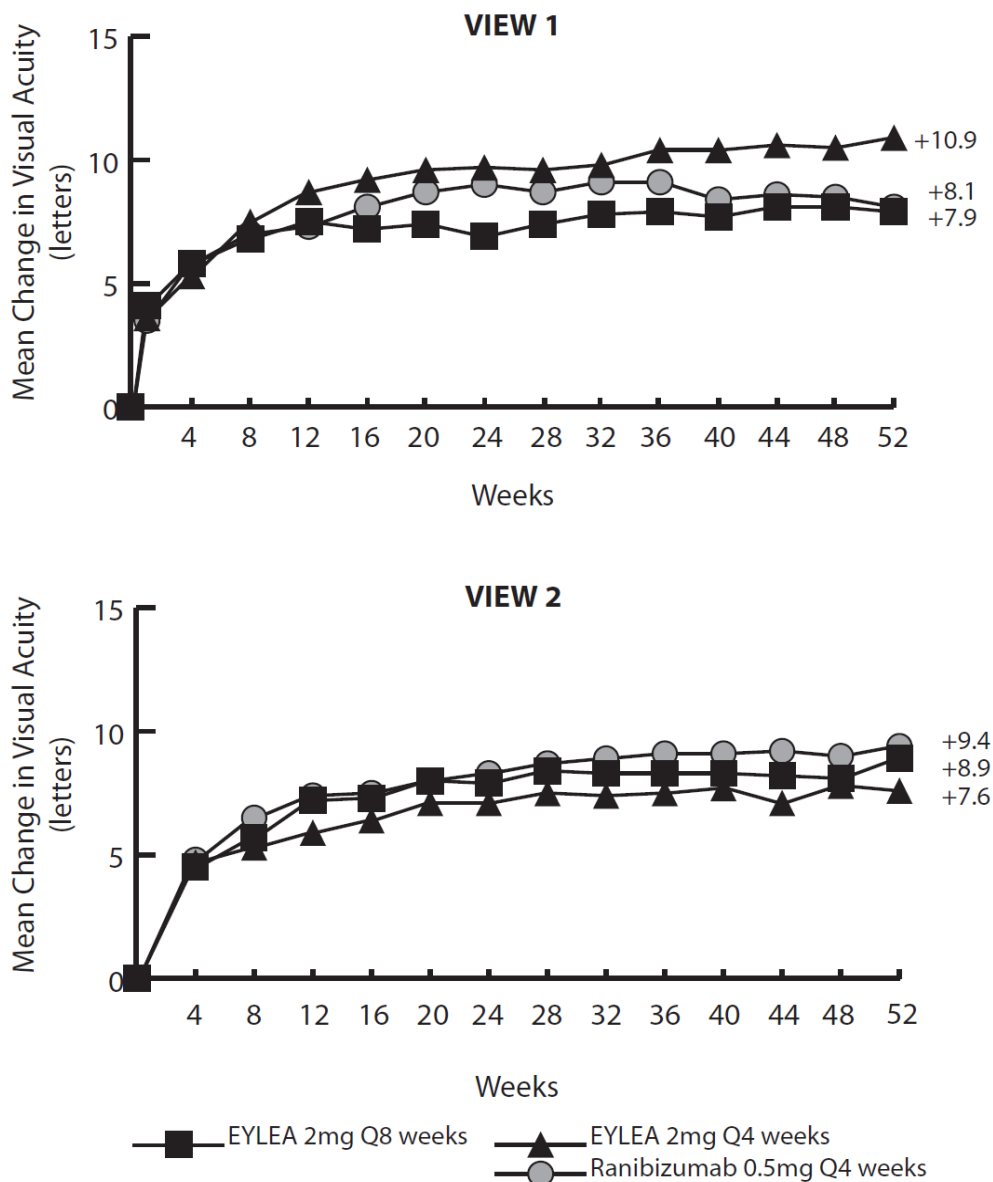 VIEW 1
Mean Change in Visual Acuity
(letters)
15
10
5
0
+10.9
+8.1
+7.9
4 8 12 16 20 24 28 32 36 40 44 48 52
Weeks
VIEW 2
Mean Change in Visual Acuity
(letters)
15
10
5
0
+9.4
+8.9
+7.6
4 8 12 16 20 24 28 32 36 40 44 48 52
Weeks
EYLEA 2mg Q8 weeks
EYLEA 2mg Q4 weeks
Ranibizumab 0.5mg Q4 weeks